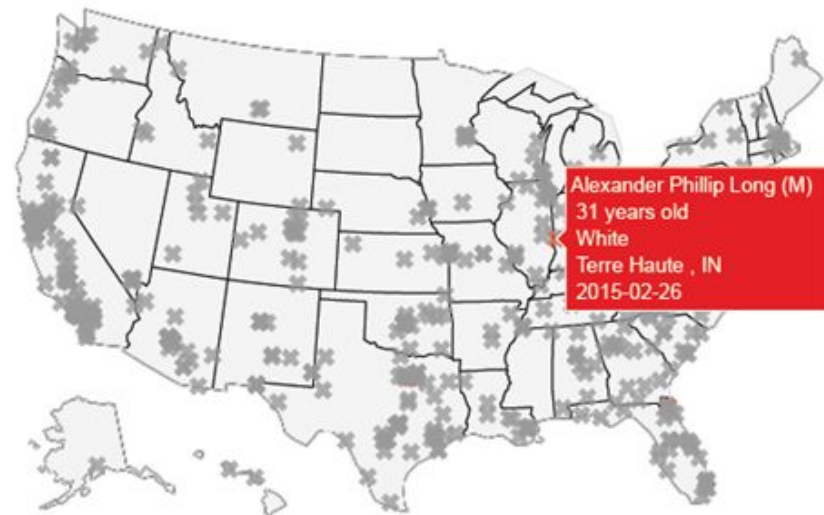 Alexander Phillip Long (M)
31 years old
White
Terre Haute , IN
2015-02-26